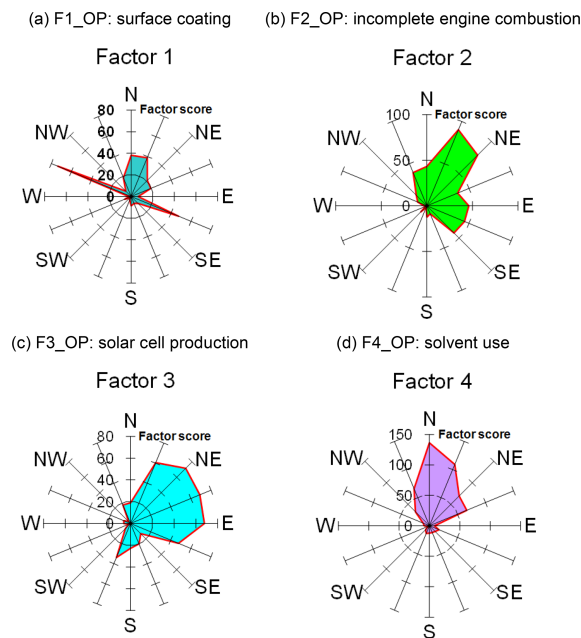 (a) F1_OP: surface coating
(b) F2_OP: incomplete engine combustion
Factor 1
Factor 2
N
Factor score
80
60
40
20
0
NW
NE
W
E
SW
SE
S
N
Factor score
100
50
0
NW
NE
W
E
SW
SE
S
(c) F3_OP: solar cell production
(d) F4_OP: solvent use
Factor 3
Factor 4
N
Factor score
80
60
40
20
0
NW
NE
W
E
SW
SE
S
N
Factor score
150
100
50
0
NW
NE
W
E
SW
SE
S